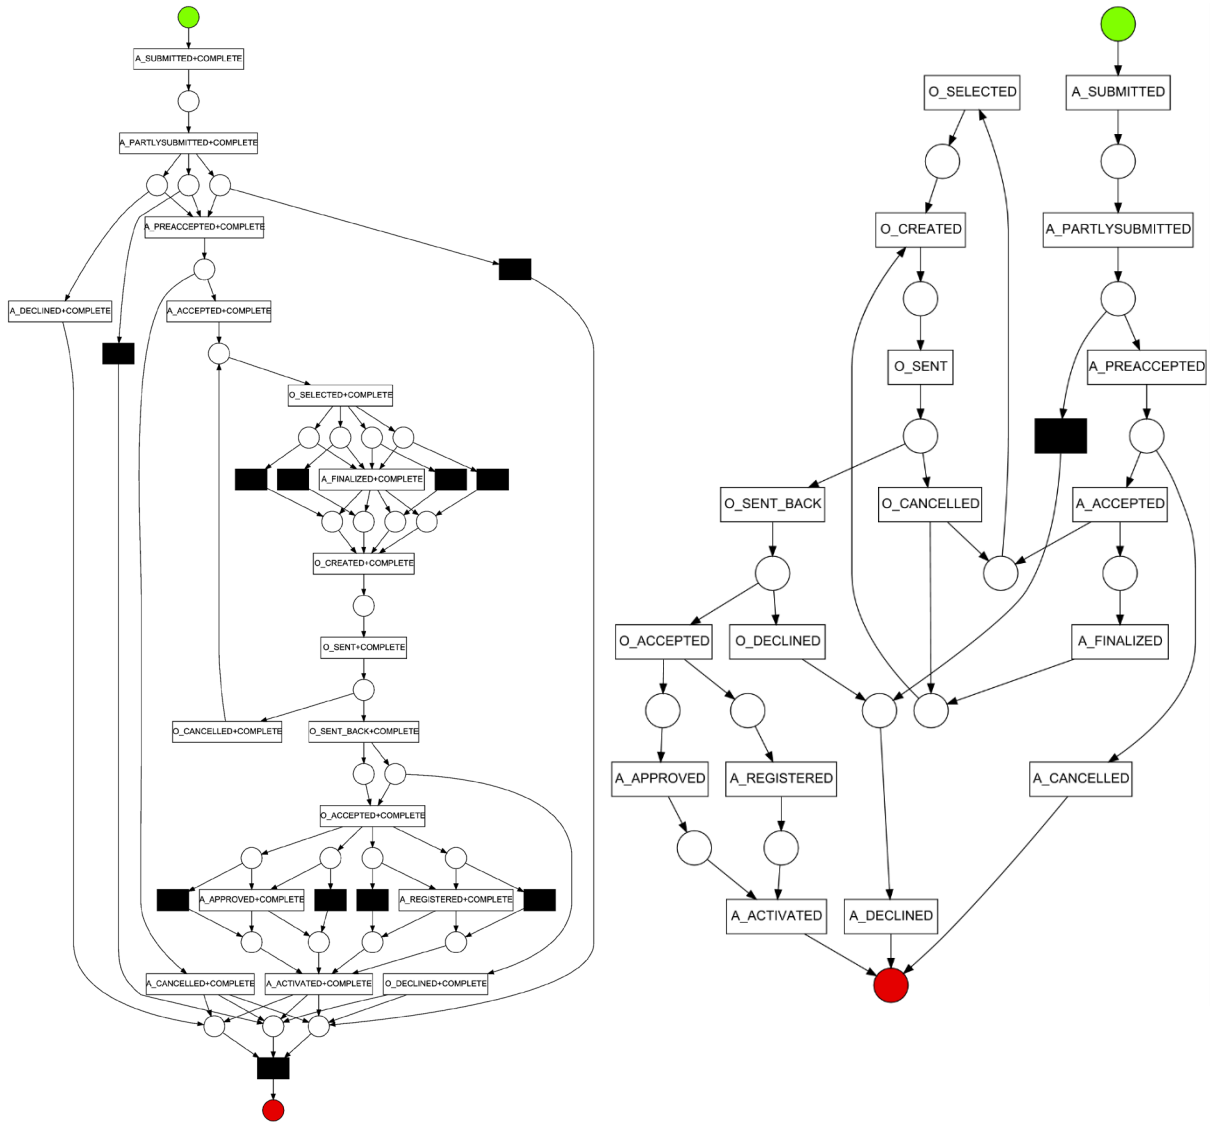 A_SUBMITTED+COMPLETE
A_PARTLYSUBMITTED+COMPLETE
A_PREACCEPTED+COMPLETE
A_DECLINED+COMPLETE
A_ACCEPTED+COMPLETE
O_SELECTED+COMPLETE
A_FINALIZED+COMPLETE
O_CREATED+COMPLETE
O_SENT+COMPLETE
O_CANCELLED+COMPLETE
O_SENT_BACK+COMPLETE
O_ACCEPTED+COMPLETE
A_APPROVED+COMPLETE
A_REGISTERED+COMPLETE
A_CANCELLED+COMPLETE
A_ACTIVATED+COMPLETE
O_DECLINED+COMPLETE
O_SELECTED
A_SUBMITTED
O_CREATED
A_PARTLYSUBMITTED
O_SENT
A_PREACCEPTED
O_SENT_BACK
O_CANCELLED
A_ACCEPTED
O_ACCEPTED
O_DECLINED
A_FINALIZED
A_APPROVED
A_REGISTERED
A_CANCELLED
A_ACTIVATED
A_DECLINED